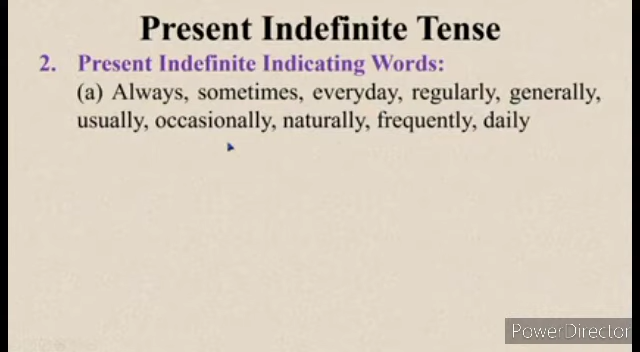 Present Indefinite Tense
2. Present Indefinite Indicating Words:
(a) Always, sometimes, everyday, regularly, generally,
usually, occasionally, naturally, frequently, daily
PowerDirector